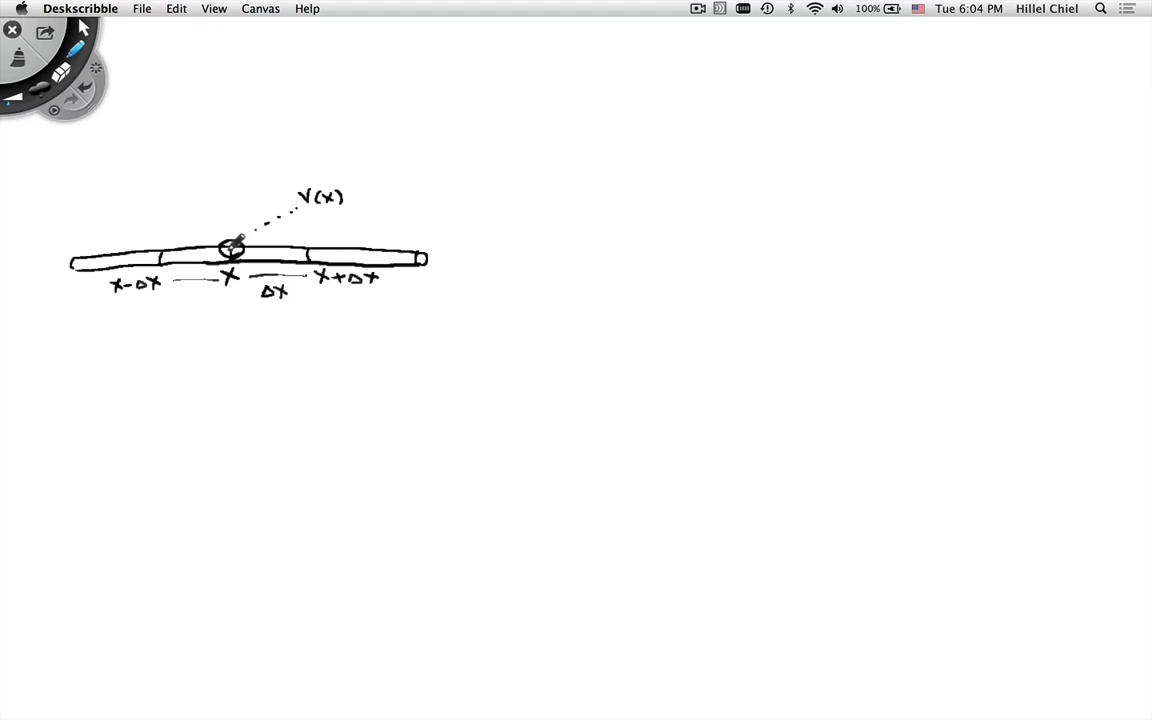 Deskscribble File Edit View Canvas Help 100% Tue 6:04 PM Hillel Chiel
V(x)
x-Δx x Δx x+Δx